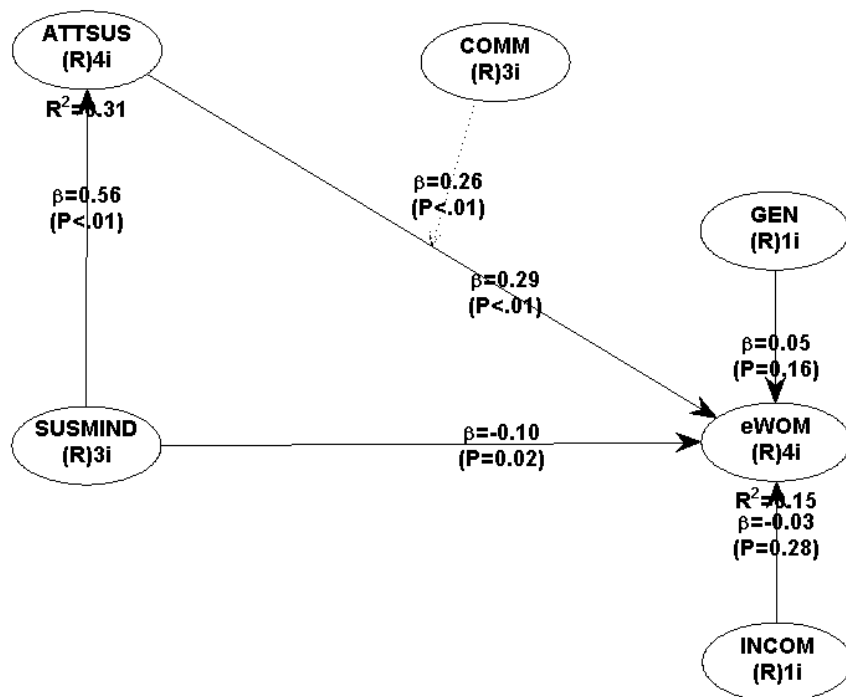 ATTSUS
(R)4i
R²=0.31
COMM
(R)3i
β=0.56
(P<.01)
β=0.26
(P<.01)
GEN
(R)1i
β=0.29
(P<.01)
β=0.05
(P=0.16)
SUSMIND
(R)3i
β=-0.10
(P=0.02)
eWOM
(R)4i
R²=0.15
β=-0.03
(P=0.28)
INCOM
(R)1i